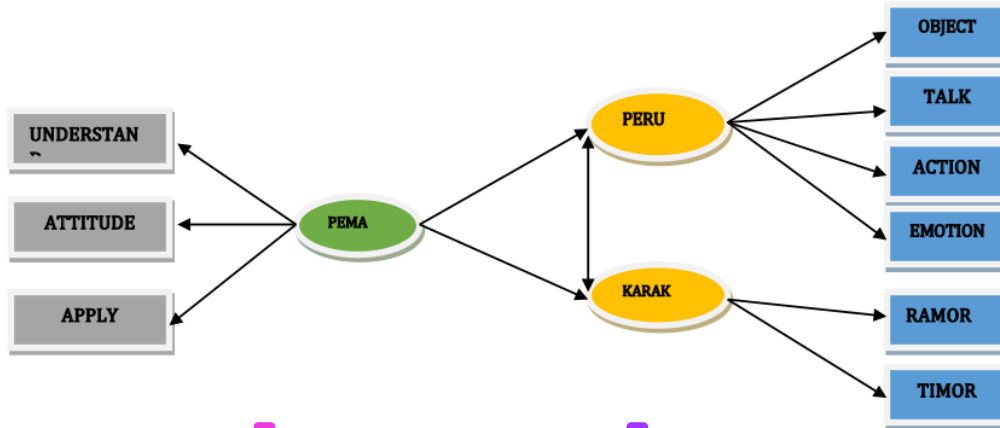 UNDERSTAN
ATTITUDE
APPLY
PEMA
PERU
KARAK
OBJECT
TALK
ACTION
EMOTION
RAMOR
TIMOR